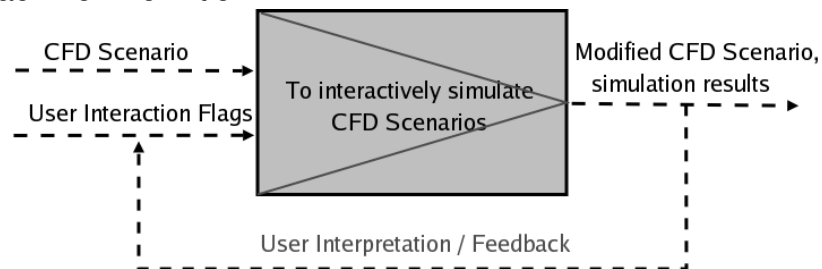 CFD Scenario
User Interaction Flags
To interactively simulate
CFD Scenarios
Modified CFD Scenario,
simulation results
User Interpretation / Feedback